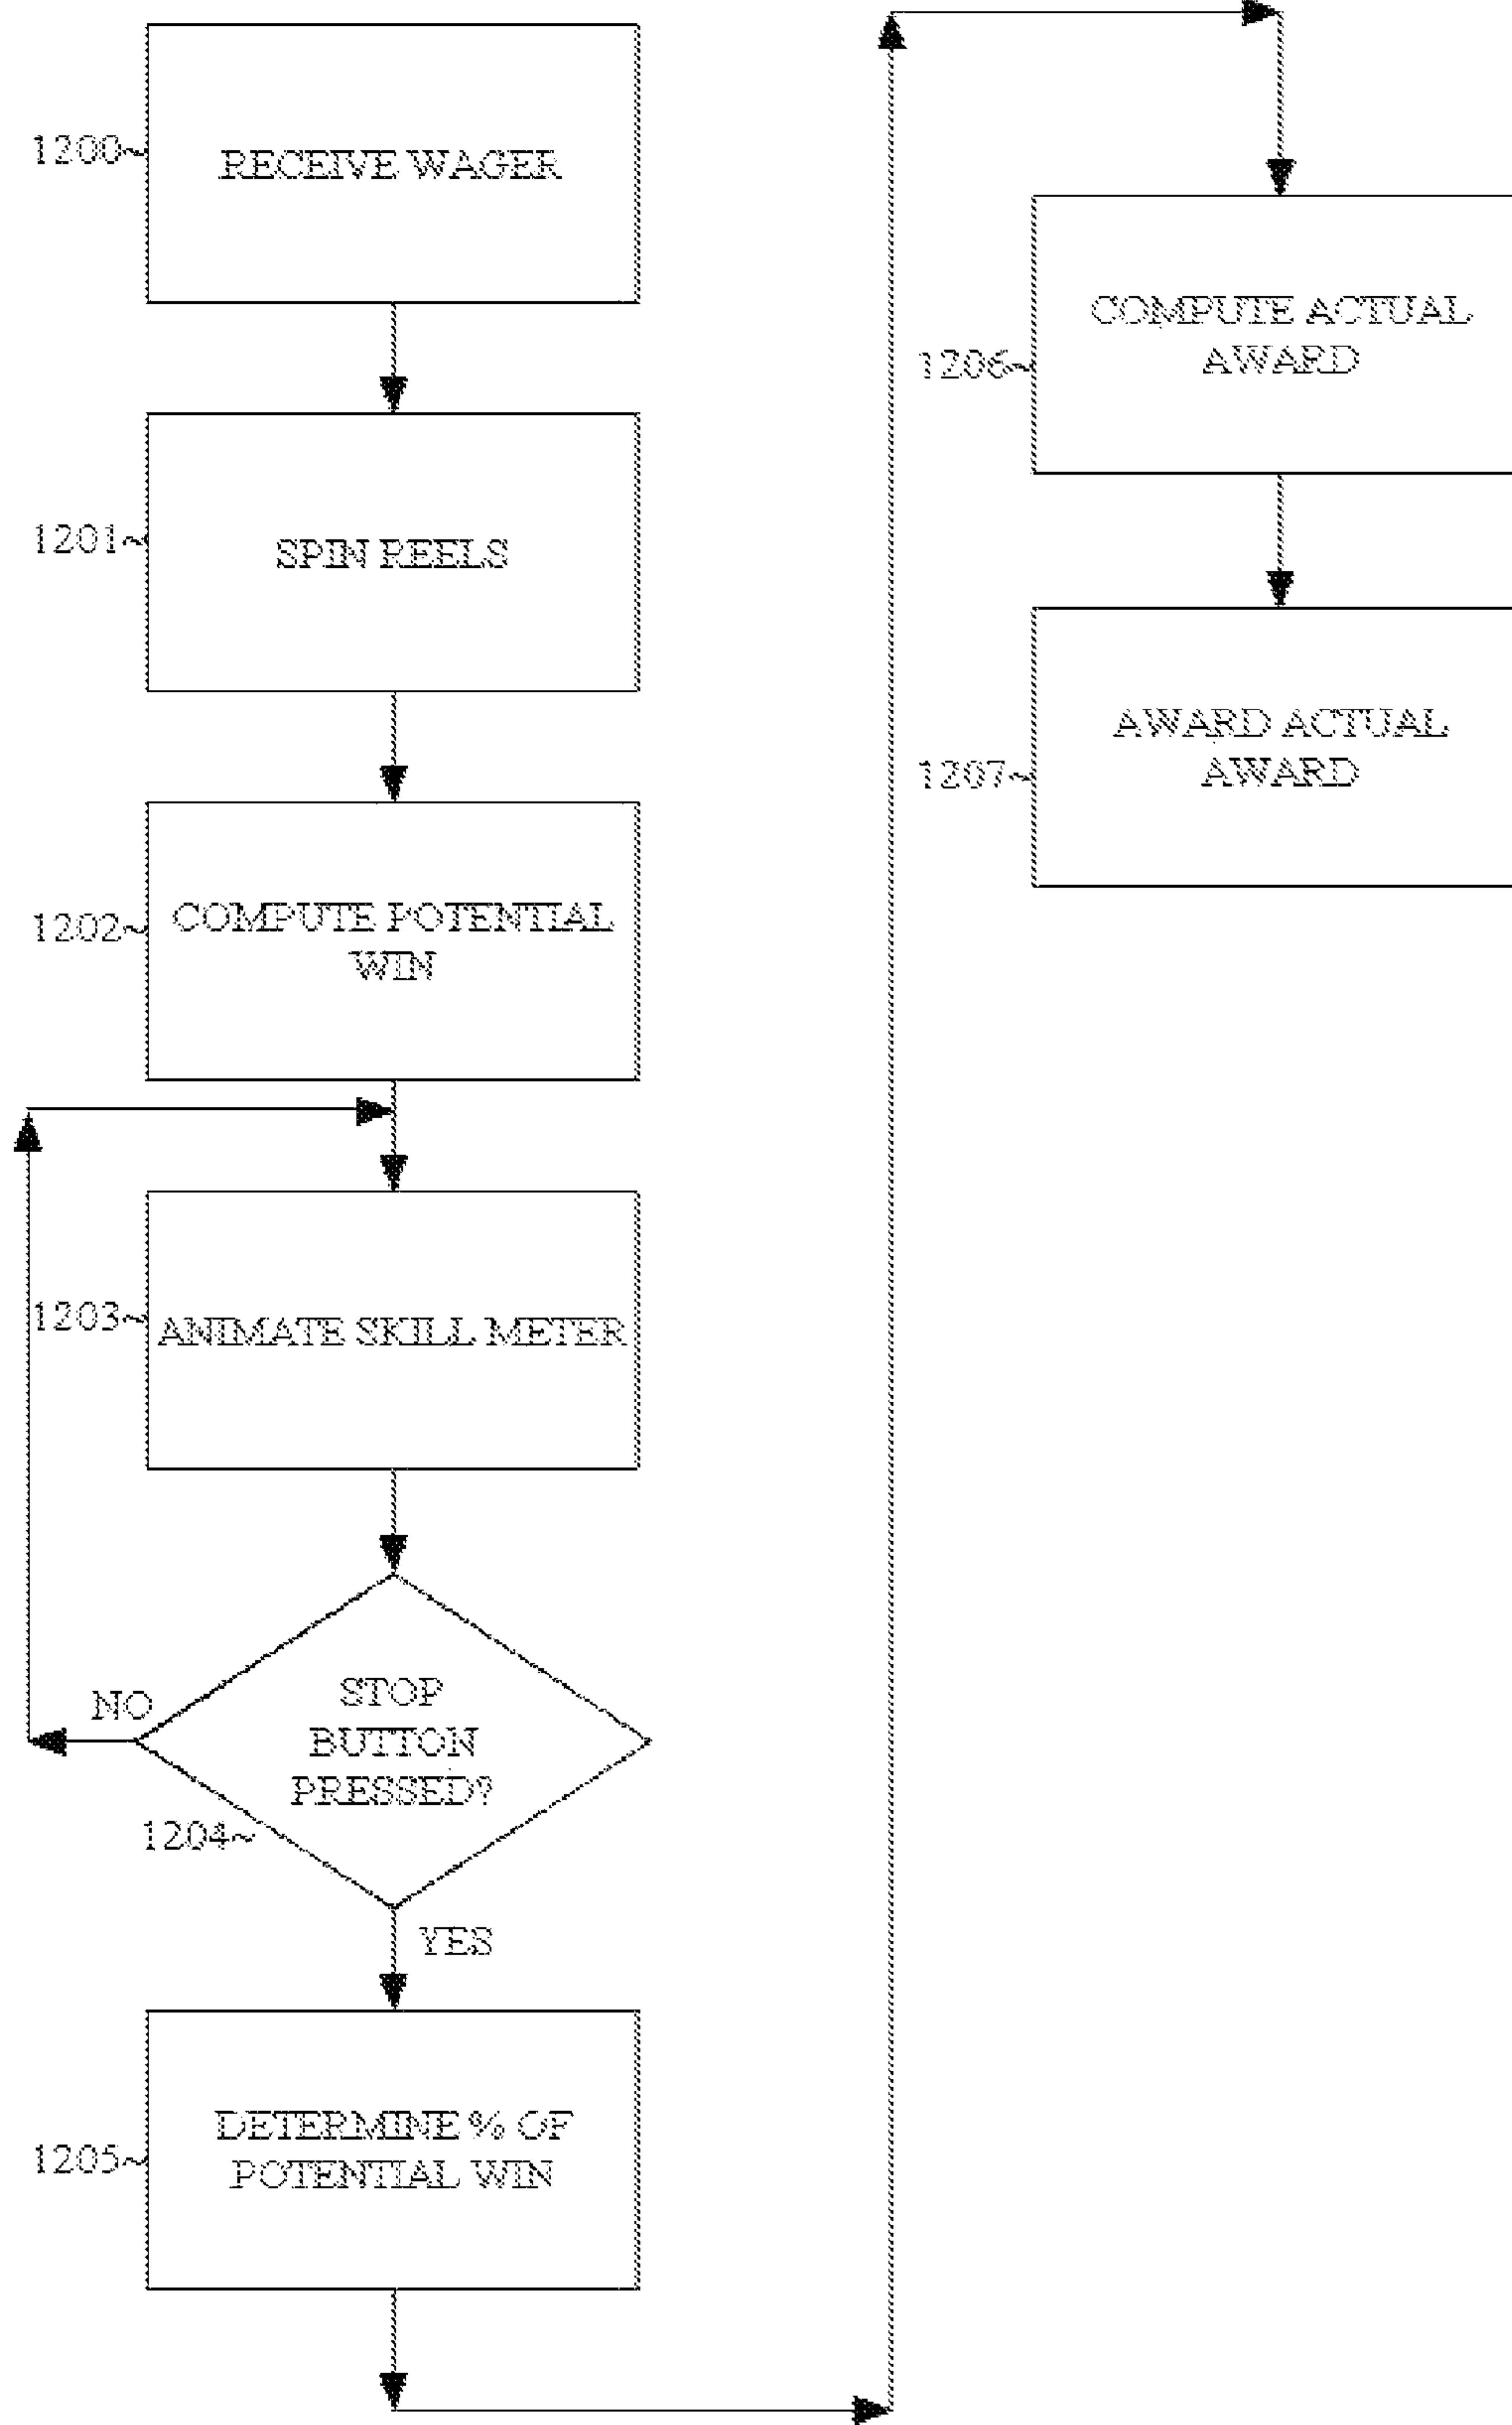 1200~
RECEIVE WAGER
1201~
SPIN REELS
1202~
COMPUTE POTENTIAL
WIN
1203~
ANIMATE SKILL METER
STOP
BUTTON
PRESSED?
NO
1204~
YES
1205~
DETERMINE % OF
POTENTIAL WIN
1206~
COMPUTE ACTUAL
AWARD
1207~
AWARD ACTUAL
AWARD